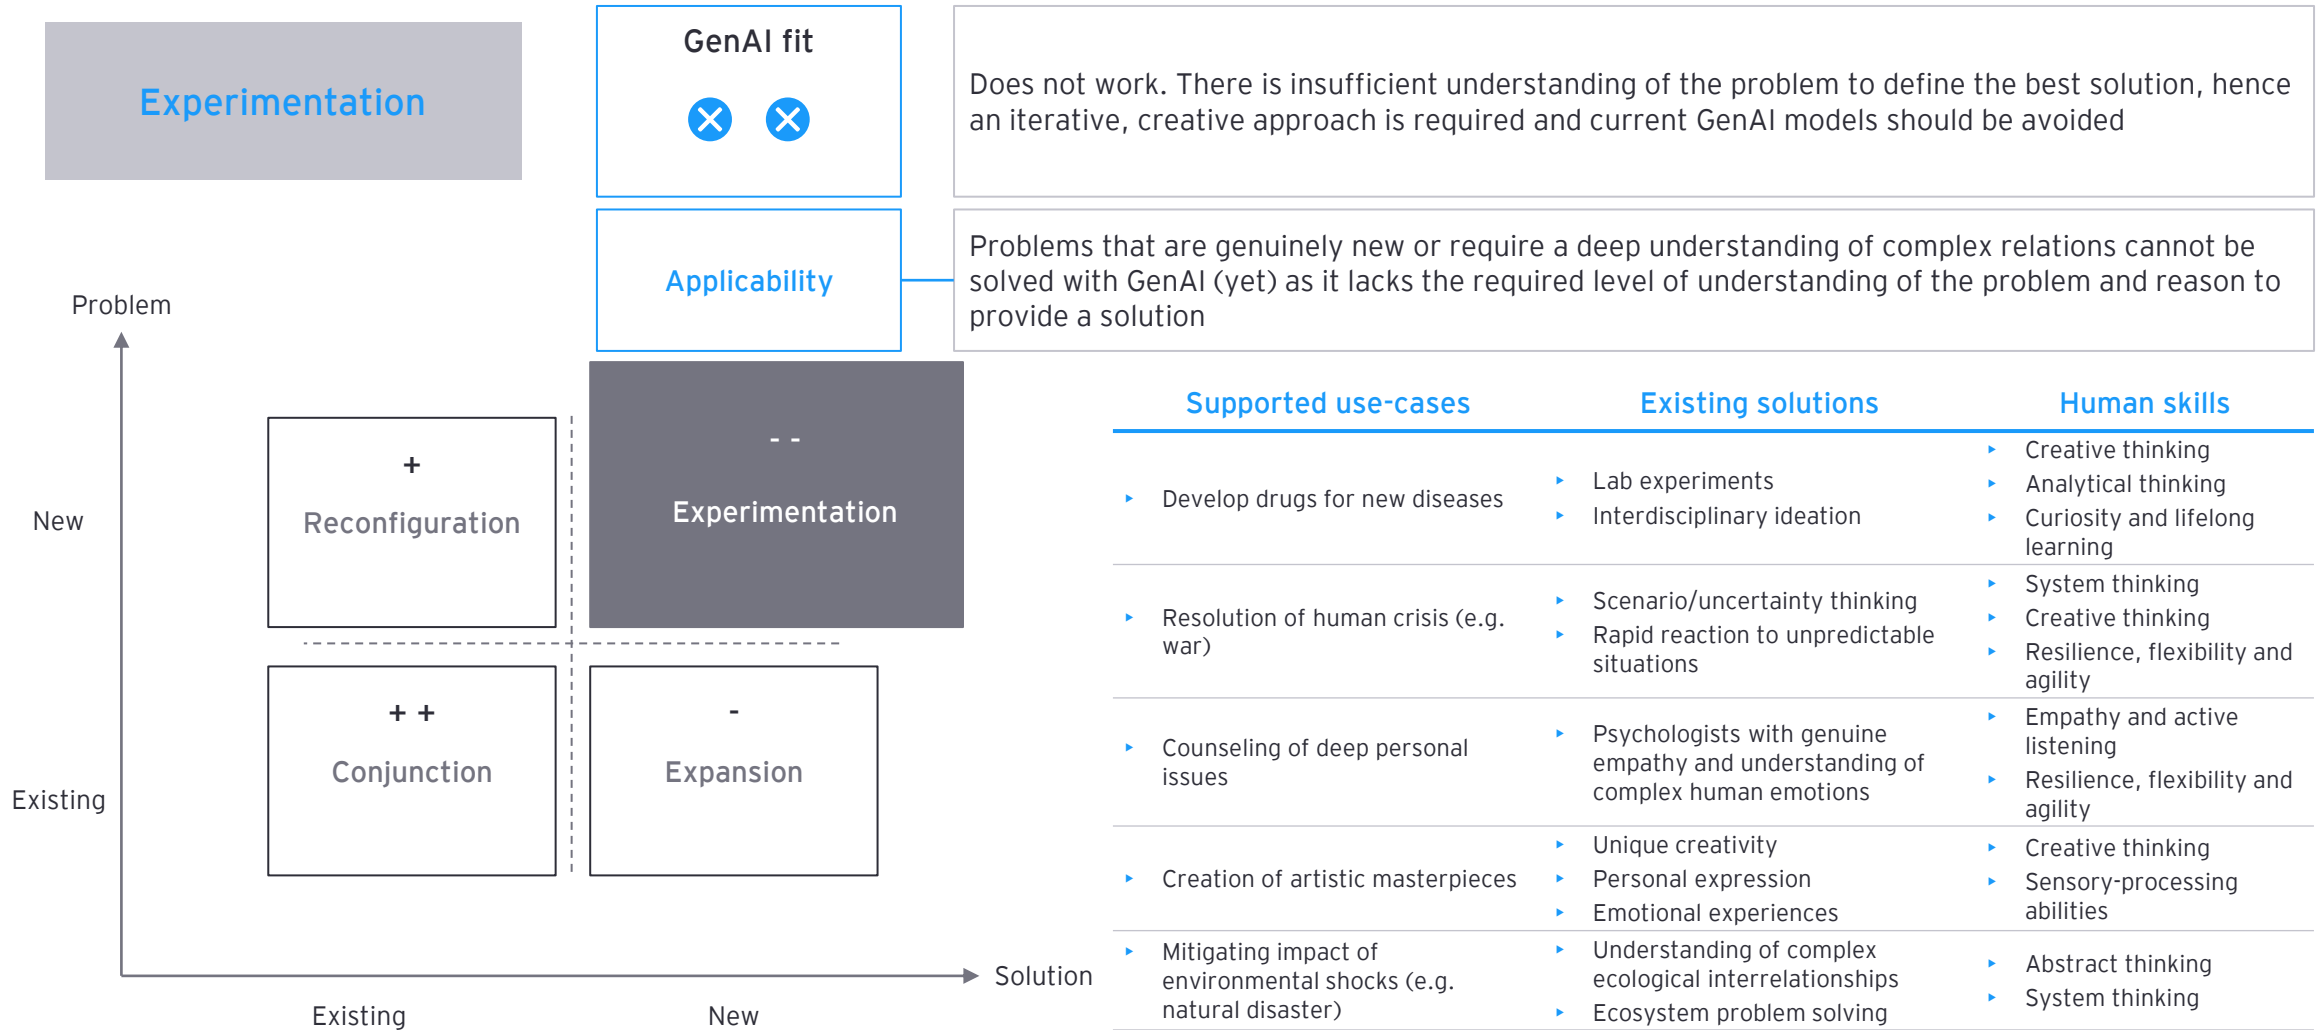 Experimentation
GenAI fit
Does not work. There is insufficient understanding of the problem to define the best solution, hence
an iterative, creative approach is required and current GenAI models should be avoided
Applicability
Problems that are genuinely new or require a deep understanding of complex relations cannot be
solved with GenAI (yet) as it lacks the required level of understanding of the problem and reason to
provide a solution
Problem
New
Existing
+
Reconfiguration
- -
Experimentation
+ +
Conjunction
-
Expansion
Solution
Existing
New
Supported use-cases
Existing solutions
Human skills
Develop drugs for new diseases
Lab experiments
Interdisciplinary ideation
Creative thinking
Analytical thinking
Curiosity and lifelong
learning
Resolution of human crisis (e.g.
war)
Scenario/uncertainty thinking
Rapid reaction to unpredictable
situations
System thinking
Creative thinking
Resilience, flexibility and
agility
Counseling of deep personal
issues
Psychologists with genuine
empathy and understanding of
complex human emotions
Empathy and active
listening
Resilience, flexibility and
agility
Creation of artistic masterpieces
Unique creativity
Personal expression
Emotional experiences
Creative thinking
Sensory-processing
abilities
Mitigating impact of
environmental shocks (e.g.
natural disaster)
Understanding of complex
ecological interrelationships
Ecosystem problem solving
Abstract thinking
System thinking